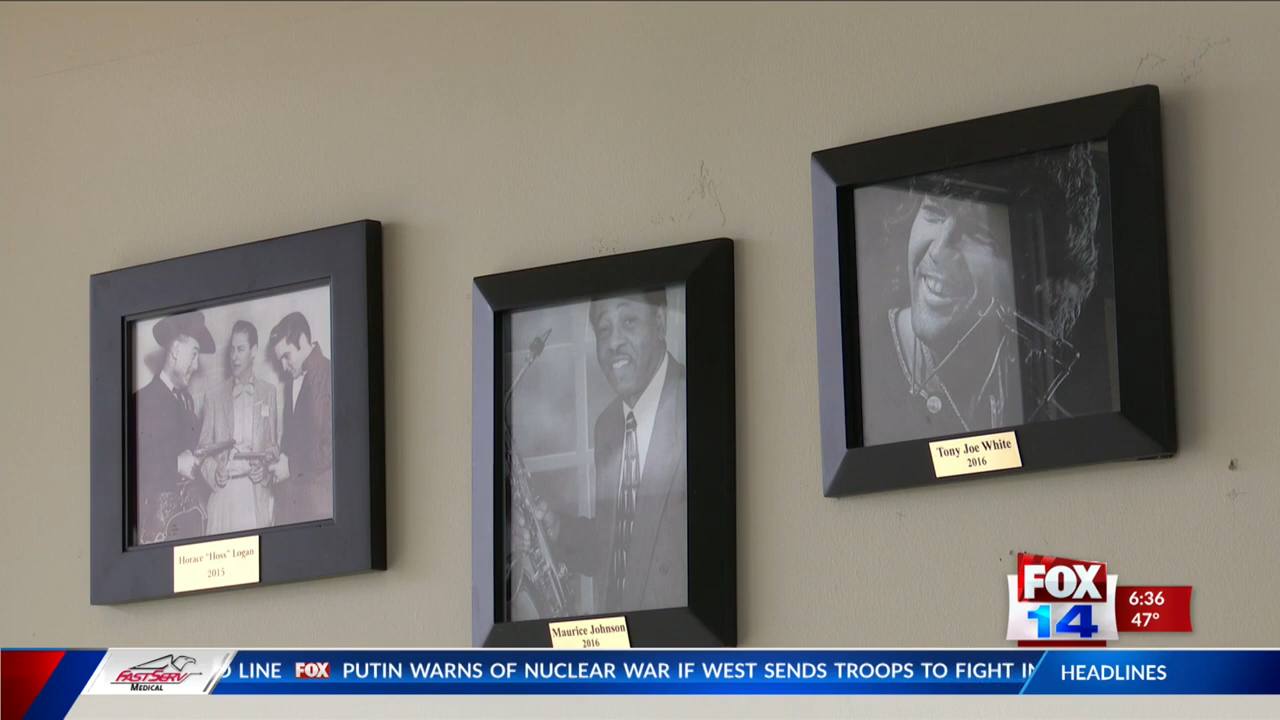 Horace "Hoss" Logan
2015
Maurice Johnson
2016
Tony Joe White
2016
FOX
14
6:36
47°
FASTSERV
MEDICAL
LINE FOX PUTIN WARNS OF NUCLEAR WAR IF WEST SENDS TROOPS TO FIGHT
HEADLINES